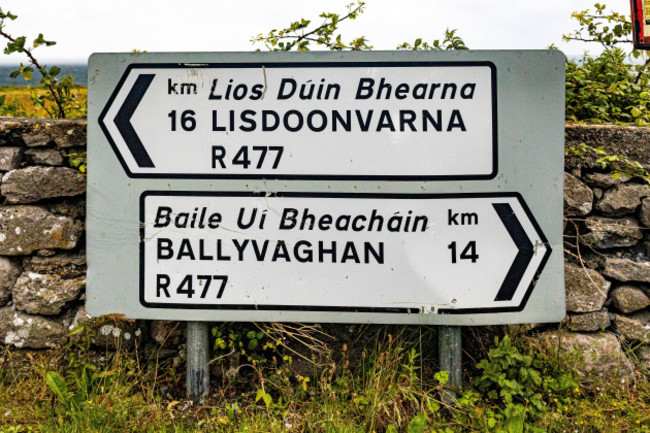 km Lios Dúin Bhearna
16 LISDOONVARNA
R477
Baile Uí Bheacháin km
BALLYVAGHAN 14
R477